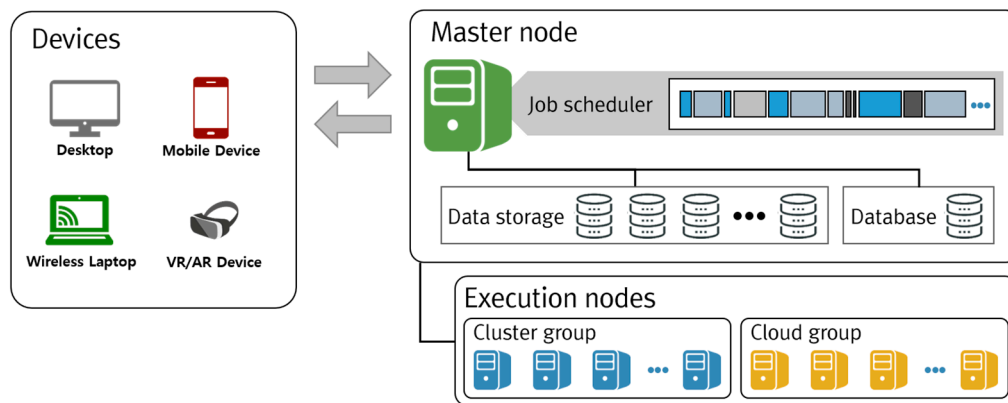 Devices
Desktop
Mobile Device
Wireless Laptop
VR/AR Device
Master node
Job scheduler
Data storage
Database
Execution nodes
Cluster group
Cloud group